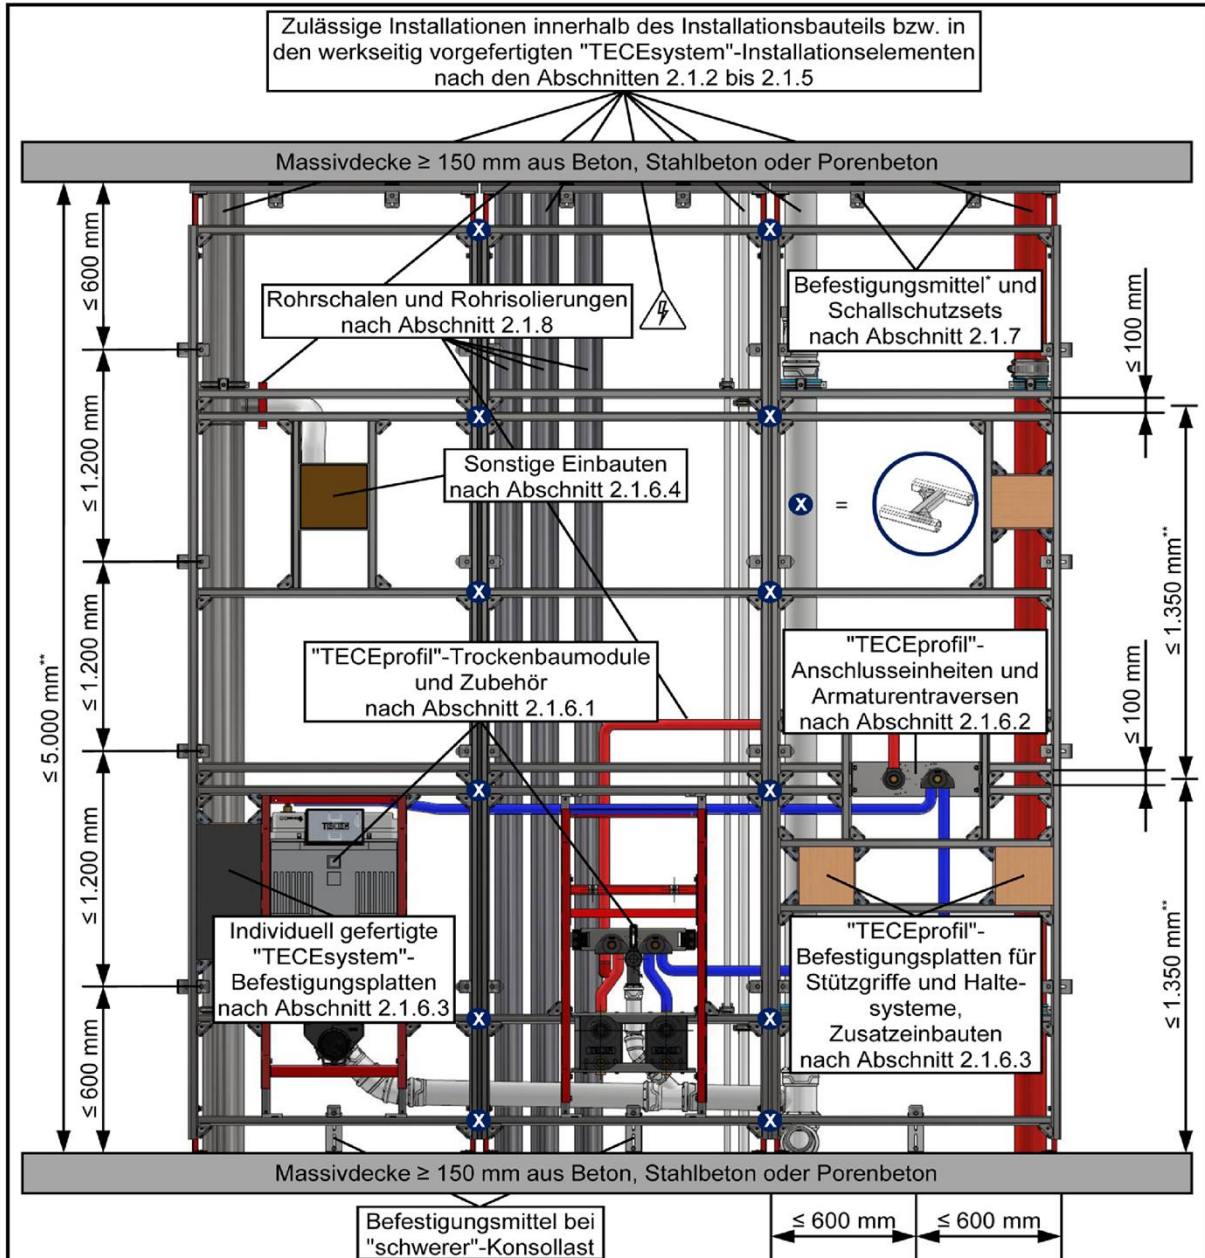 Zulässige Installationen innerhalb des Installationsbauteils bzw. in
den werkseitig vorgefertigten "TECEsystem"-Installationselementen
nach den Abschnitten 2.1.2 bis 2.1.5
Massivdecke ≥ 150 mm aus Beton, Stahlbeton oder Porenbeton
≤ 600 mm
≤ 1.200 mm
≤ 1.200 mm
≤ 1.200 mm
≤ 600 mm
≤ 5.000 mm**
X
X
Rohrschalen und Rohrisolierungen
nach Abschnitt 2.1.8
Befestigungsmittel* und
Schallschutzsets
nach Abschnitt 2.1.7
≤ 100 mm
X
X
Sonstige Einbauten
nach Abschnitt 2.1.6.4
X =
≤ 1.350 mm**
X
X
"TECEprofil"-Trockenbaumodule
und Zubehör
nach Abschnitt 2.1.6.1
"TECEprofil"-
Anschlusseinheiten und
Armaturentraversen
nach Abschnitt 2.1.6.2
≤ 100 mm
X
X
Individuell gefertigte
"TECEsystem"-
Befestigungsplatten
nach Abschnitt 2.1.6.3
"TECEprofil"-
Befestigungsplatten für
Stützgriffe und Halte-
systeme,
Zusatzeinbauten
nach Abschnitt 2.1.6.3
≤ 1.350 mm**
X
X
X
X
Massivdecke ≥ 150 mm aus Beton, Stahlbeton oder Porenbeton
Befestigungsmittel bei
"schwerer"-Konsollast
≤ 600 mm
≤ 600 mm